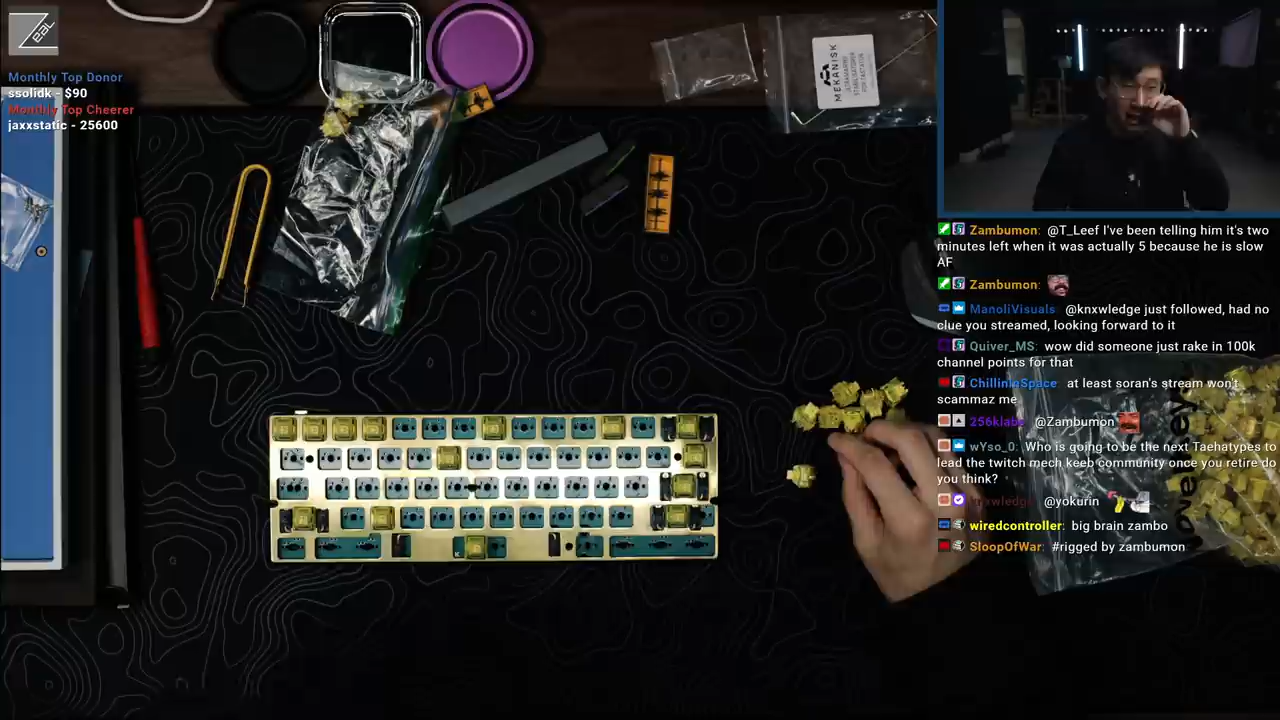 Zeal
Monthly Top Donor
ssolidk - $90
Monthly Top Cheerer
jaxxstatic - 25600
MEKANISK
Zambumon: @T_Leef I've been telling him it's two
minutes left when it was actually 5 because he is slow
AF
Zambumon:
ManoliVisuals @knxwledge just followed, had no
clue you streamed, looking forward to it
Quiver_MS: wow did someone just rake in 100k
channel points for that
ChillininSpace at least soran's stream won't
scammaz me
256klabs @Zambumon
wYso_0: Who is going to be the next Taehatypes to
lead the twitch mech keeb community once you retire do
you think?
knxwledge @yokurin
wiredcontroller: big brain zambo
SloopOfWar: #rigged by zambumon